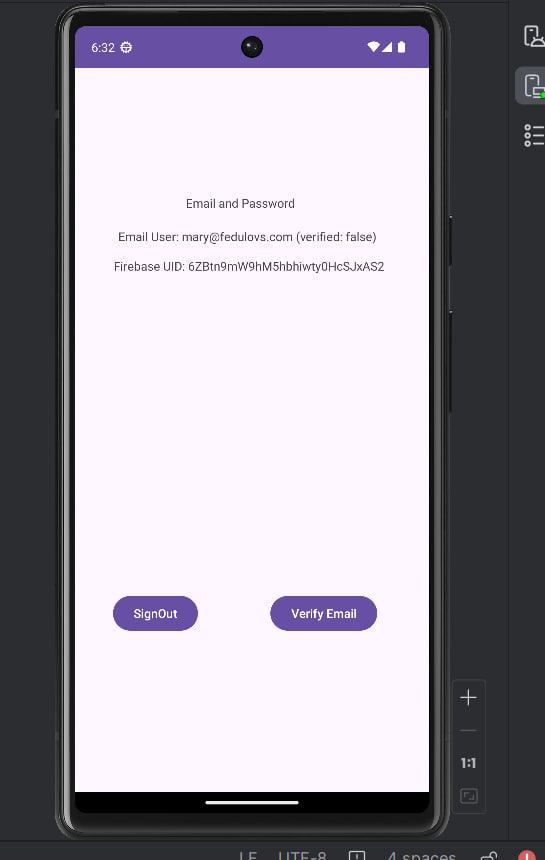 6:32
Email and Password
Email User: mary@fedulovs.com (verified: false)
Firebase UID: 6ZBtn9mW9hM5hbhiwty0HcSJxAS2
SignOut Verify Email
1:1
LF UTF-8 4 spaces